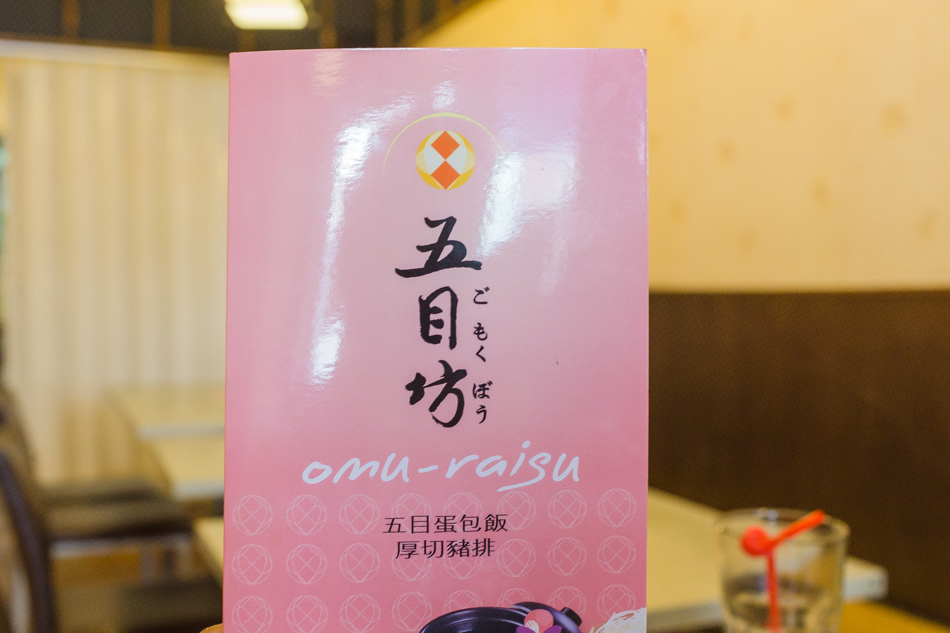 五目坊
ごもくぼう
omu-raisu
五目蛋包飯
厚切豬排